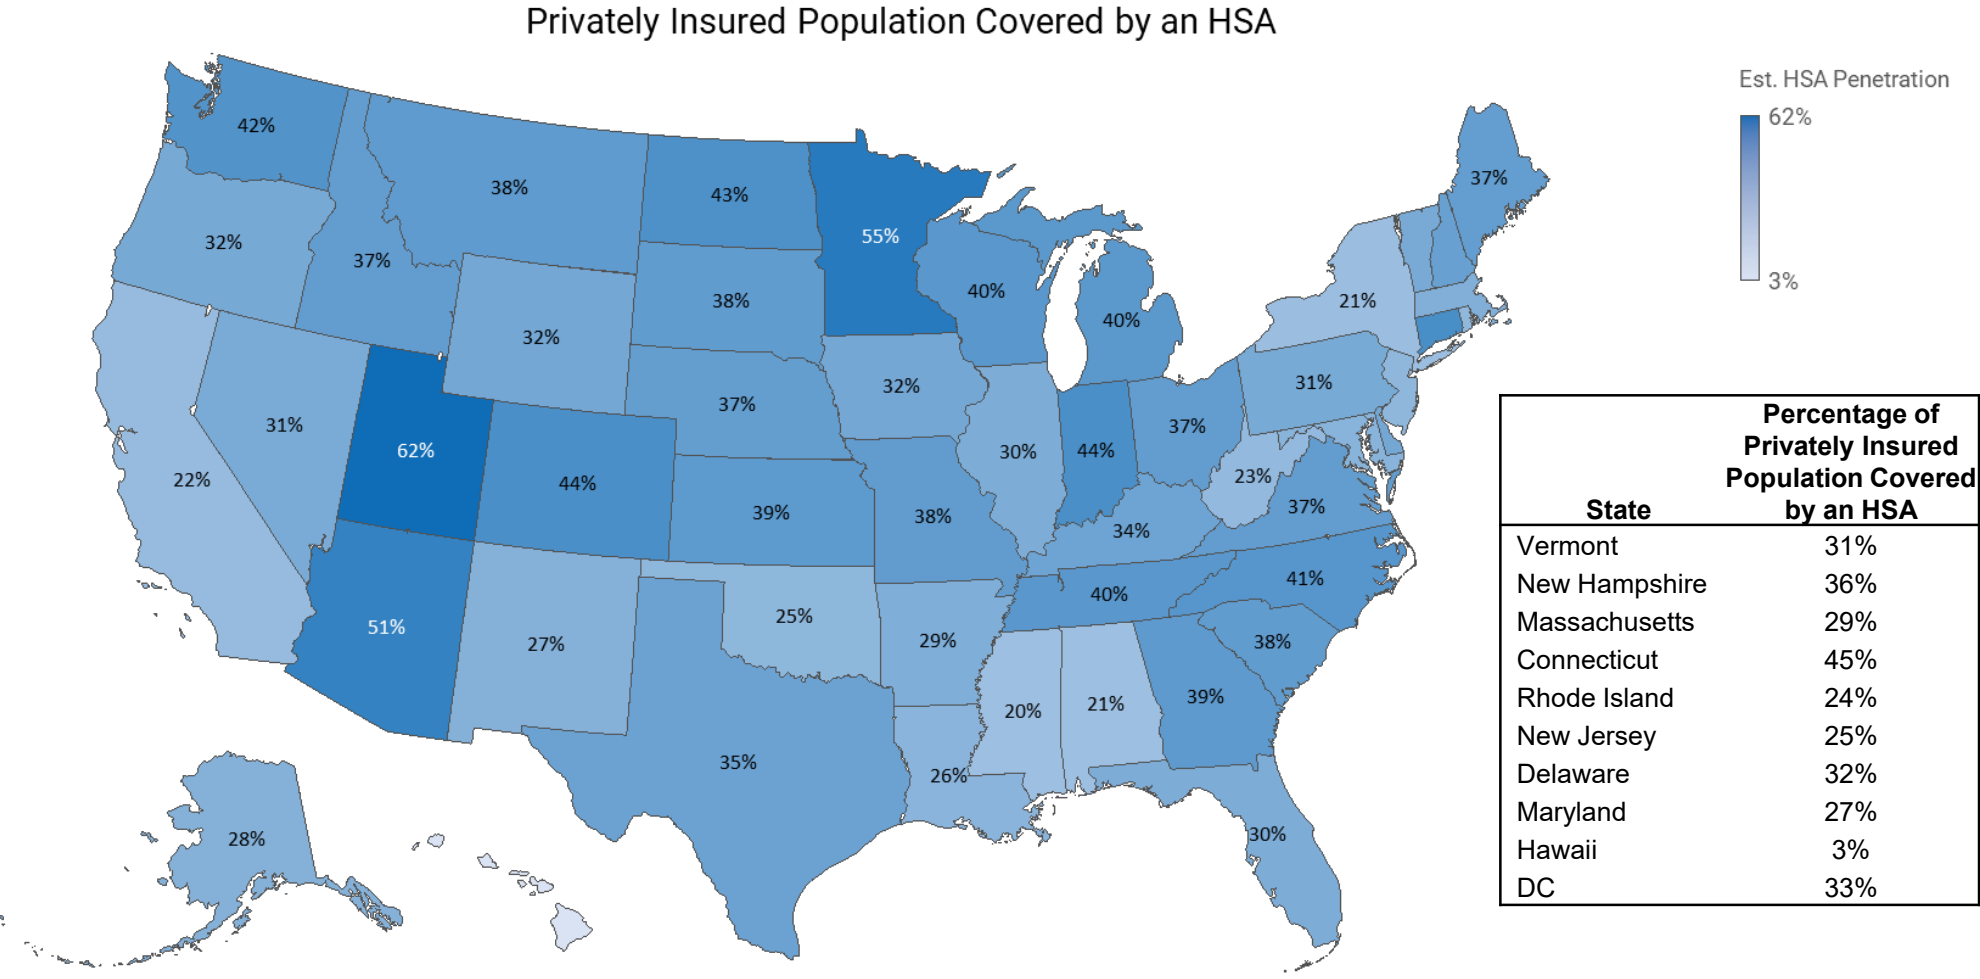 Privately Insured Population Covered by an HSA
Est. HSA Penetration
62%
3%
42%
38%
43%
55%
37%
32%
37%
38%
40%
40%
21%
32%
32%
37%
31%
31%
62%
22%
44%
39%
38%
30%
44%
37%
23%
37%
34%
41%
40%
51%
27%
25%
29%
38%
20%
21%
39%
35%
26%
30%
28%
State
Percentage of
Privately Insured
Population Covered
by an HSA
Vermont 31%
New Hampshire 36%
Massachusetts 29%
Connecticut 45%
Rhode Island 24%
New Jersey 25%
Delaware 32%
Maryland 27%
Hawaii 3%
DC 33%